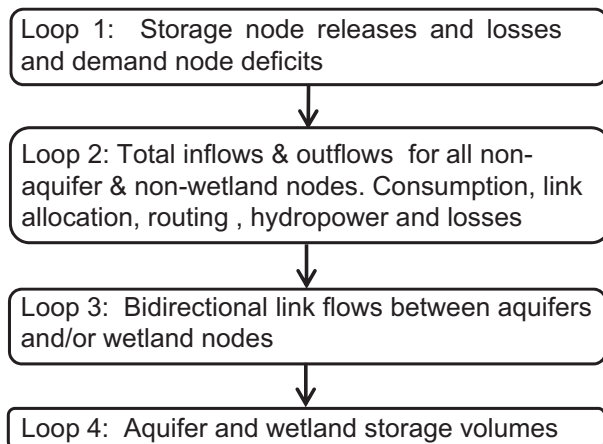 Loop 1: Storage node releases and losses
and demand node deficits
Loop 2: Total inflows & outflows for all non-
aquifer & non-wetland nodes. Consumption, link
allocation, routing , hydropower and losses
Loop 3: Bidirectional link flows between aquifers
and/or wetland nodes
Loop 4: Aquifer and wetland storage volumes